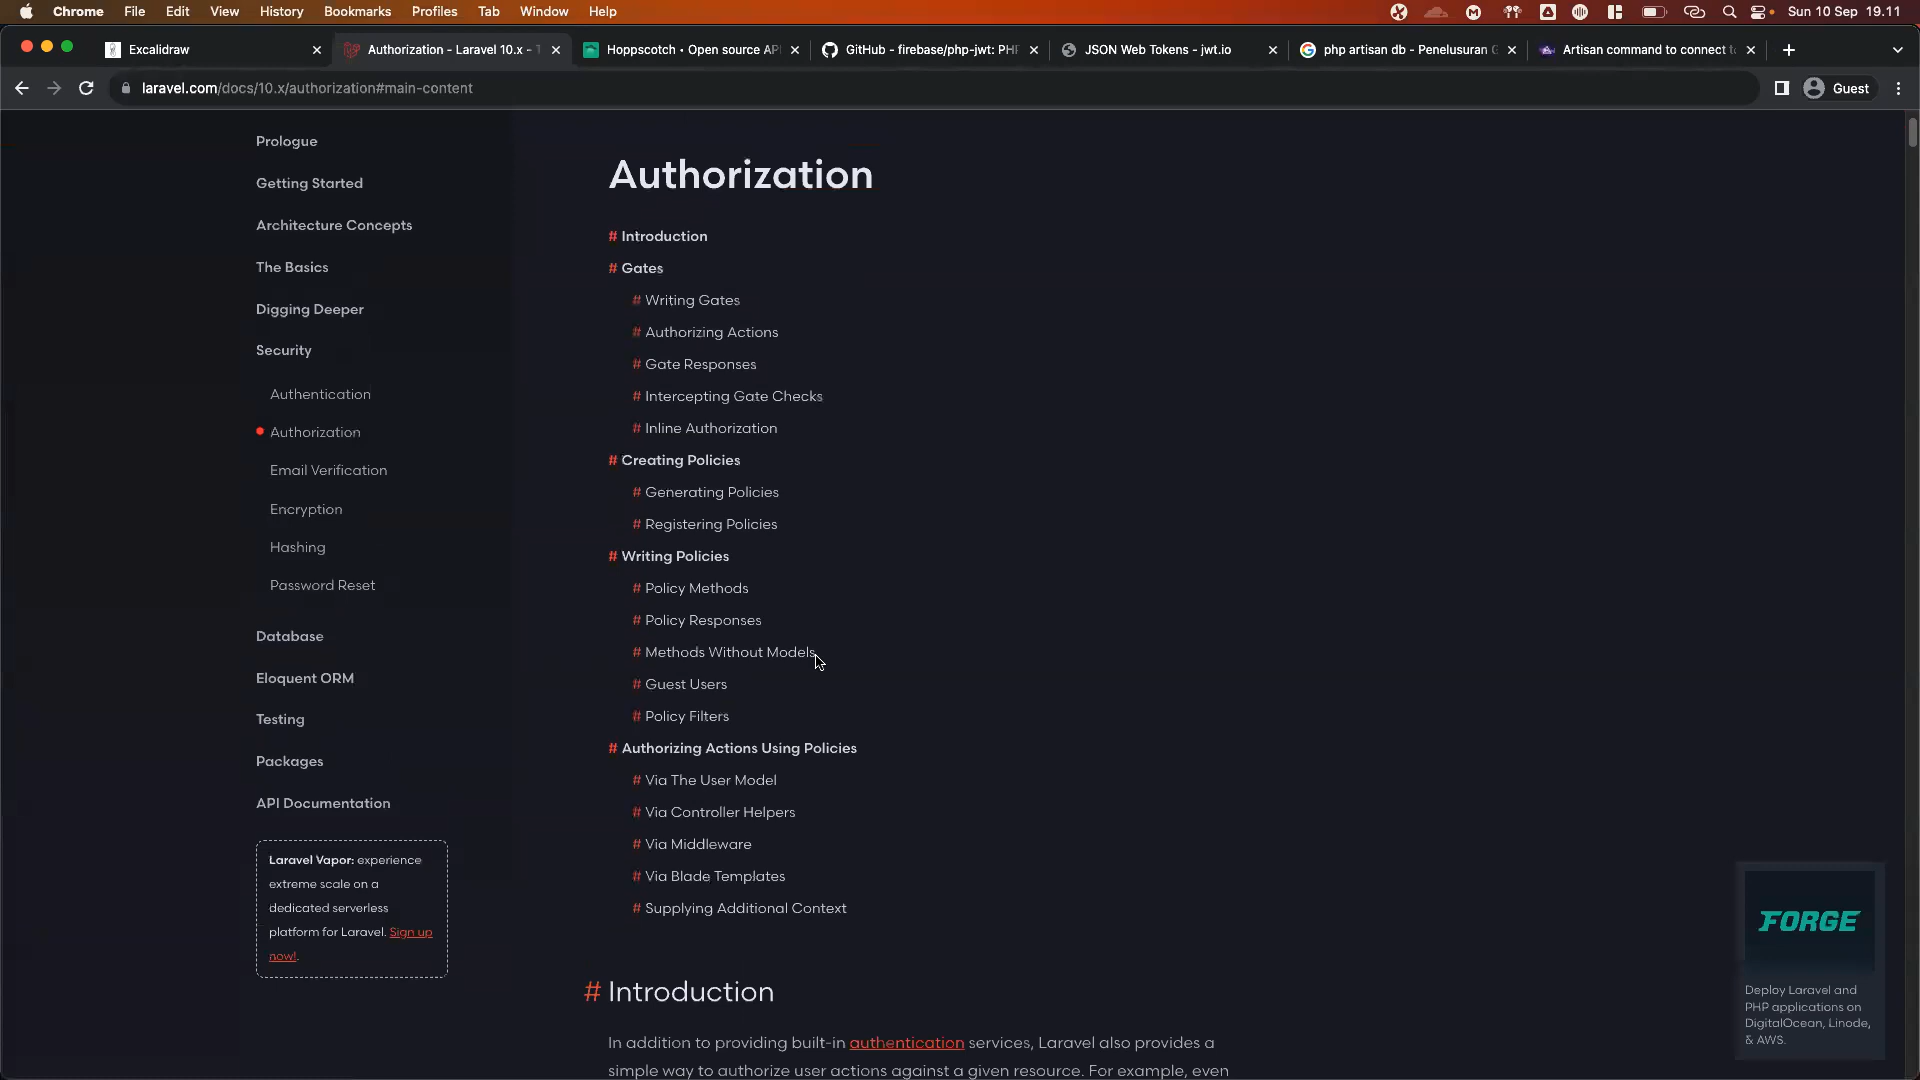 Chrome File Edit View History Bookmarks Profiles Tab Window Help Sun 10 Sep 19.11
Excalidraw
Authorization - Laravel 10.x -
Hoppscotch • Open source AP
GitHub - firebase/php-jwt: PH
JSON Web Tokens - jwt.io
php artisan db - Penelusuran
Artisan command to connect
laravel.com/docs/10.x/authorization#main-content
Guest
Prologue
Getting Started
Architecture Concepts
The Basics
Digging Deeper
Security
Authentication
Authorization
Email Verification
Encryption
Hashing
Password Reset
Database
Eloquent ORM
Testing
Packages
API Documentation
Laravel Vapor: experience
extreme scale on a
dedicated serverless
platform for Laravel. Sign up
now!.
Authorization
# Introduction
# Gates
# Writing Gates
# Authorizing Actions
# Gate Responses
# Intercepting Gate Checks
# Inline Authorization
# Creating Policies
# Generating Policies
# Registering Policies
# Writing Policies
# Policy Methods
# Policy Responses
# Methods Without Models
# Guest Users
# Policy Filters
# Authorizing Actions Using Policies
# Via The User Model
# Via Controller Helpers
# Via Middleware
# Via Blade Templates
# Supplying Additional Context
# Introduction
In addition to providing built-in authentication services, Laravel also provides a
simple way to authorize user actions against a given resource. For example, even
FORGE
Deploy Laravel and
PHP applications on
DigitalOcean, Linode,
& AWS.